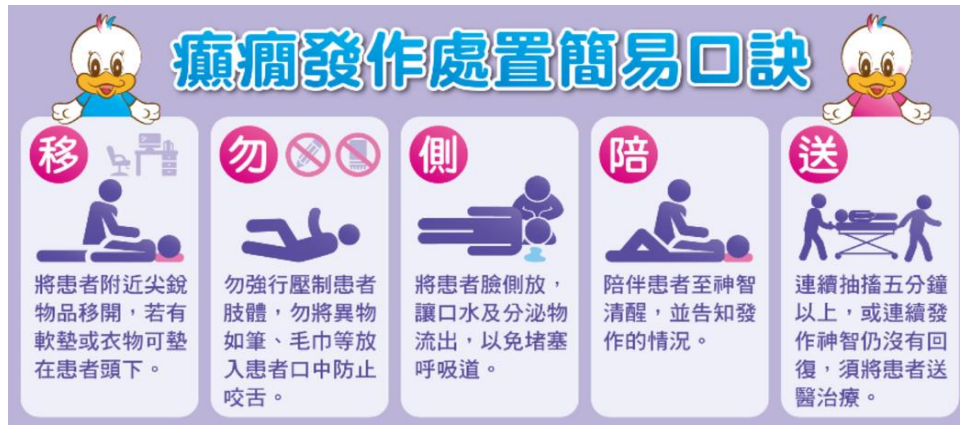 癲癇發作處置簡易口訣
移
將患者附近尖銳
物品移開，若有
軟墊或衣物可墊
在患者頭下。
勿
勿強行壓制患者
肢體，勿將異物
如筆、毛巾等放
入患者口中防止
咬舌。
側
將患者臉側放，
讓口水及分泌物
流出，以免堵塞
呼吸道。
陪
陪伴患者至神智
清醒，並告知發
作的情況。
送
連續抽搐五分鐘
以上，或連續發
作神智仍沒有回
復，須將患者送
醫治療。